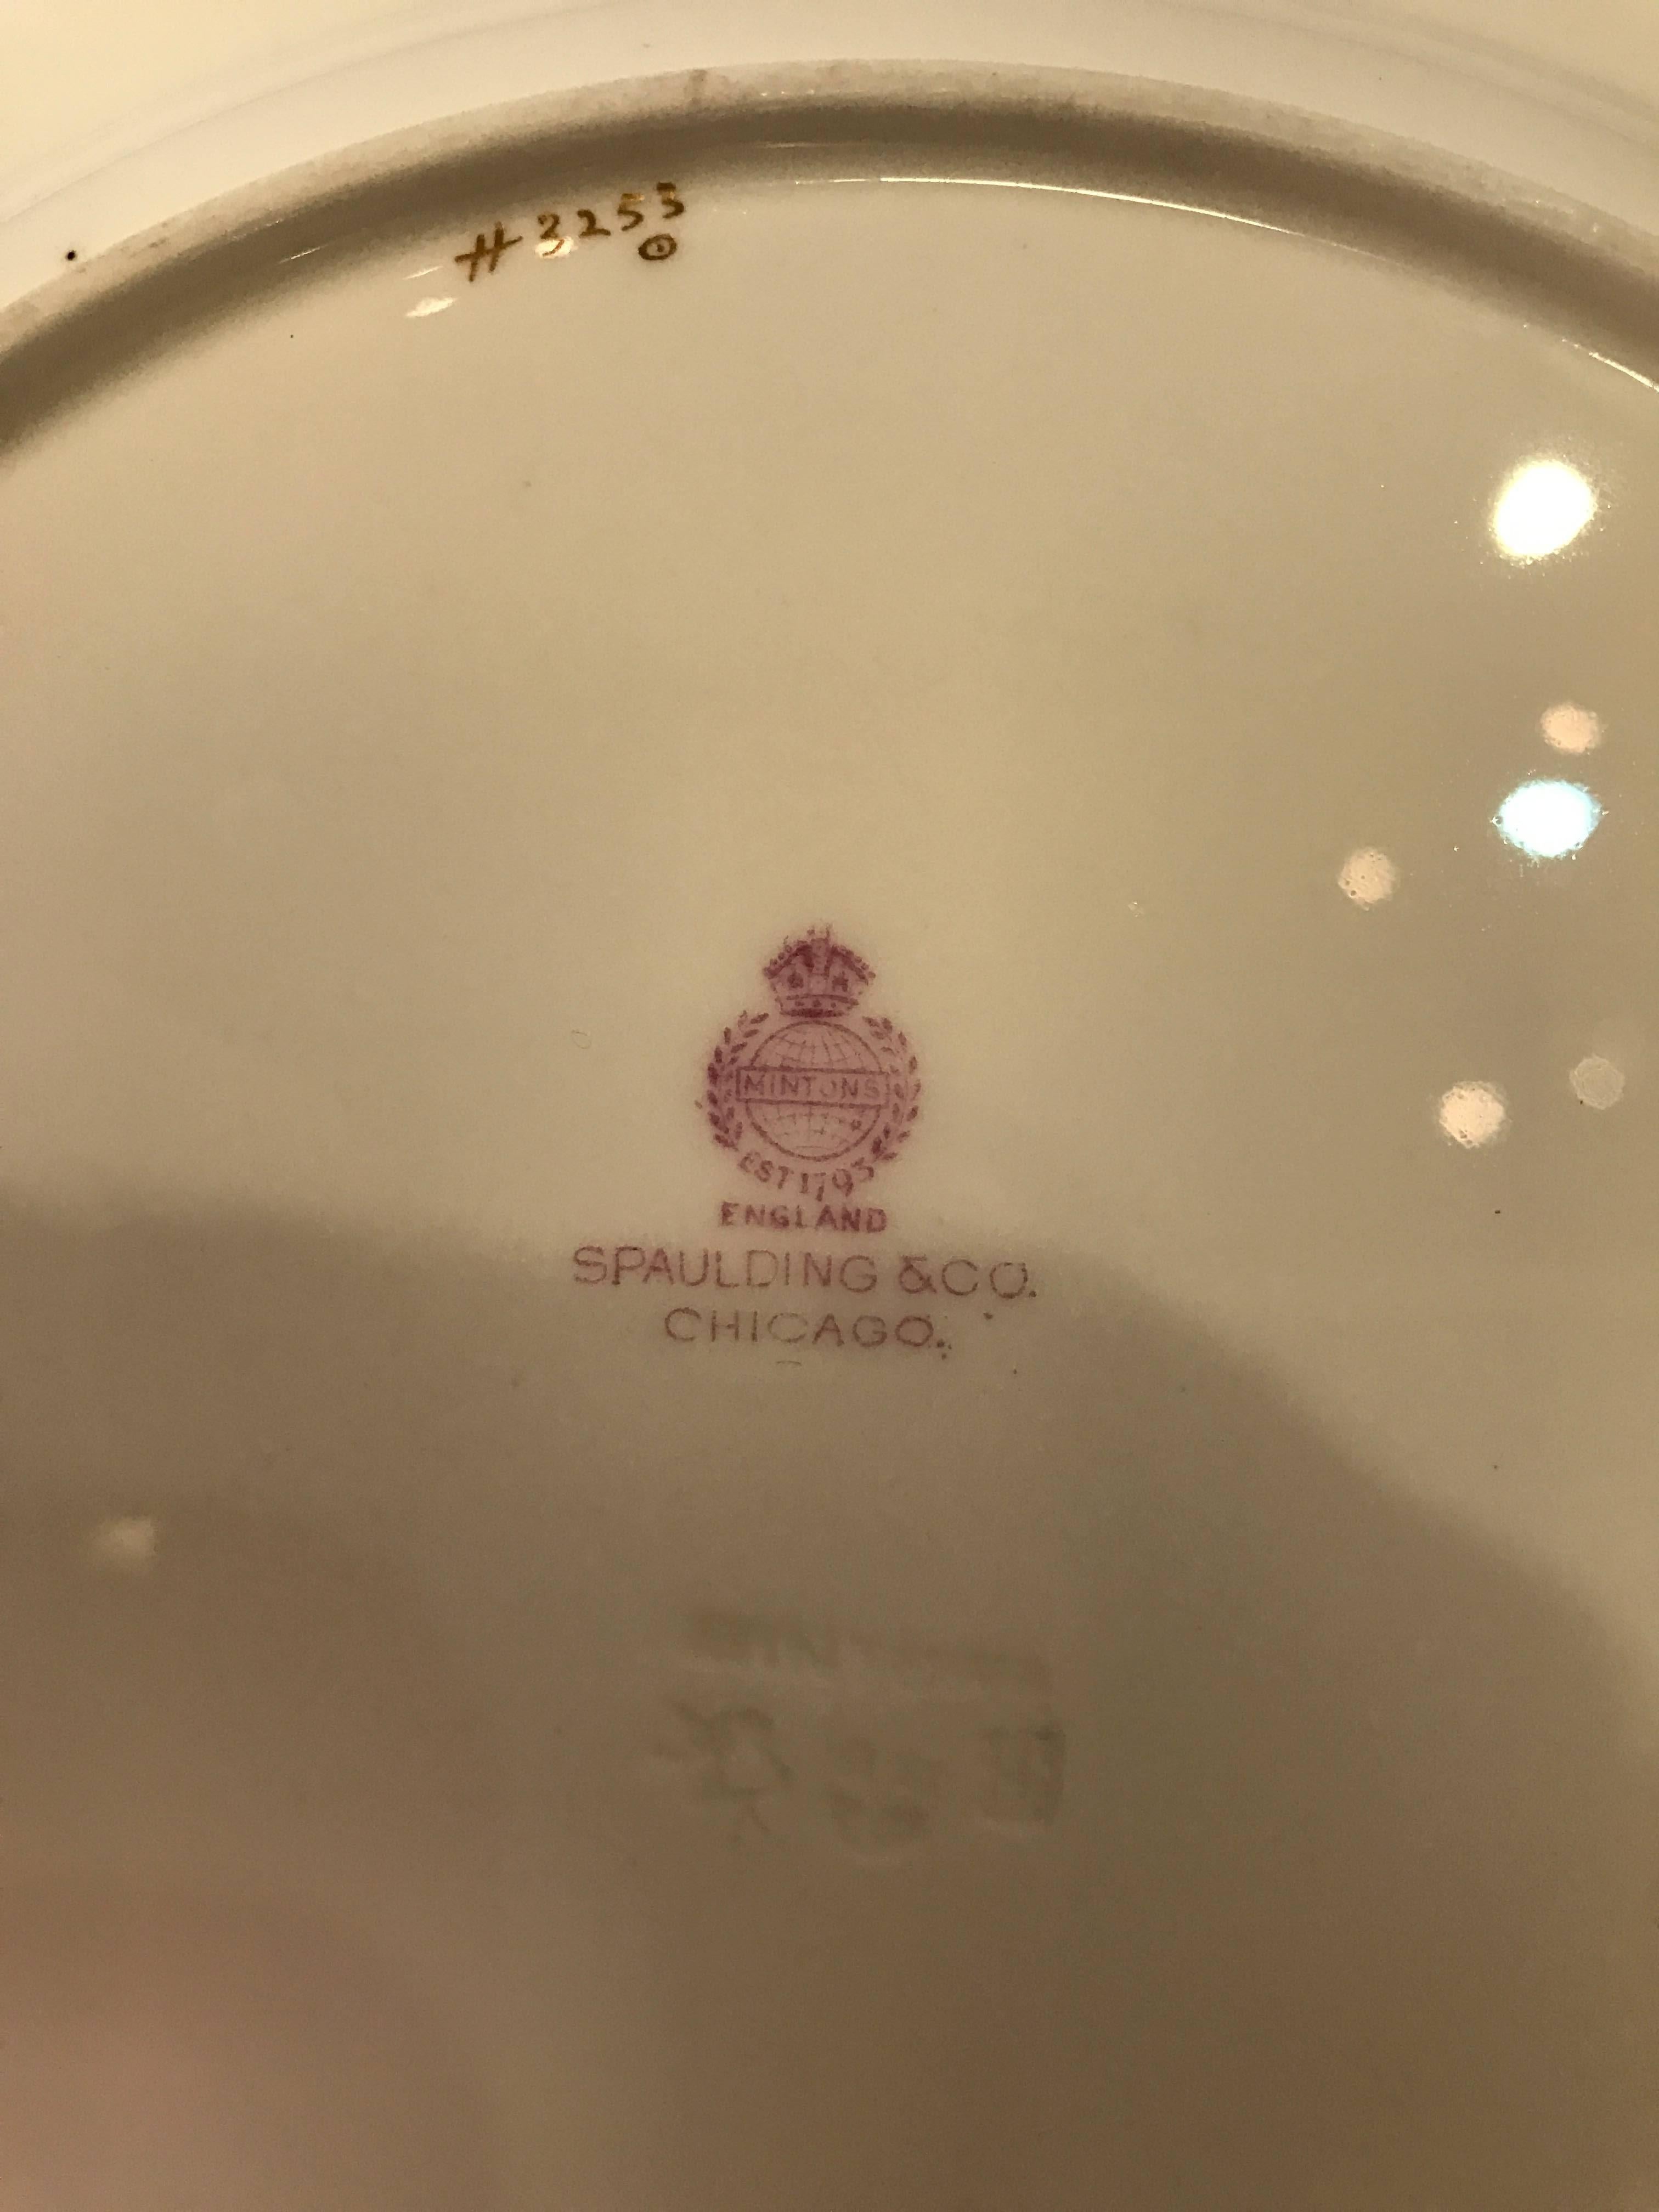 # 3253
MINTONS
EST 1793
ENGLAND
SPAULDING & CO.
CHICAGO.